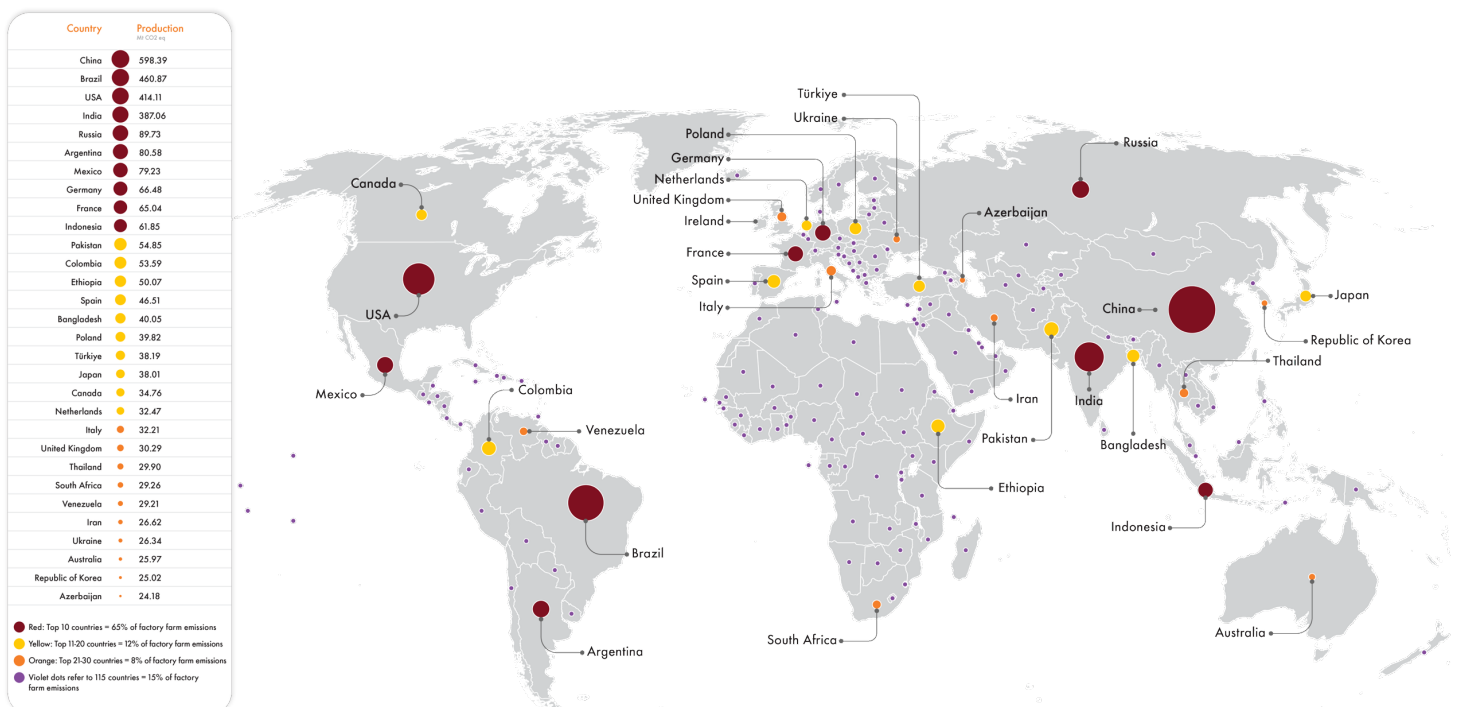 Country Production
Mt CO2 eq
China 598.39
Brazil 460.87
USA 414.11
India 387.06
Russia 89.73
Argentina 80.58
Mexico 79.23
Germany 66.48
France 65.04
Indonesia 61.85
Pakistan 54.85
Colombia 53.59
Ethiopia 50.07
Spain 46.51
Bangladesh 40.05
Poland 39.82
Türkiye 38.19
Japan 38.01
Canada 34.76
Netherlands 32.47
Italy 32.21
United Kingdom 30.29
Thailand 29.90
South Africa 29.26
Venezuela 29.21
Iran 26.62
Ukraine 26.34
Australia 25.97
Republic of Korea 25.02
Azerbaijan 24.18
Red: Top 10 countries = 65% of factory farm emissions
Yellow: Top 11-20 countries = 12% of factory farm emissions
Orange: Top 21-30 countries = 8% of factory farm emissions
Violet dots refer to 115 countries = 15% of factory
farm emissions
Türkiye
Ukraine
Poland
Russia
Germany
Netherlands
Canada
United Kingdom
Azerbaijan
Ireland
France
Spain
Japan
Italy
China
USA
Republic of Korea
Thailand
Colombia
Mexico
Iran
India
Venezuela
Pakistan
Bangladesh
Ethiopia
Indonesia
Brazil
Australia
South Africa
Argentina